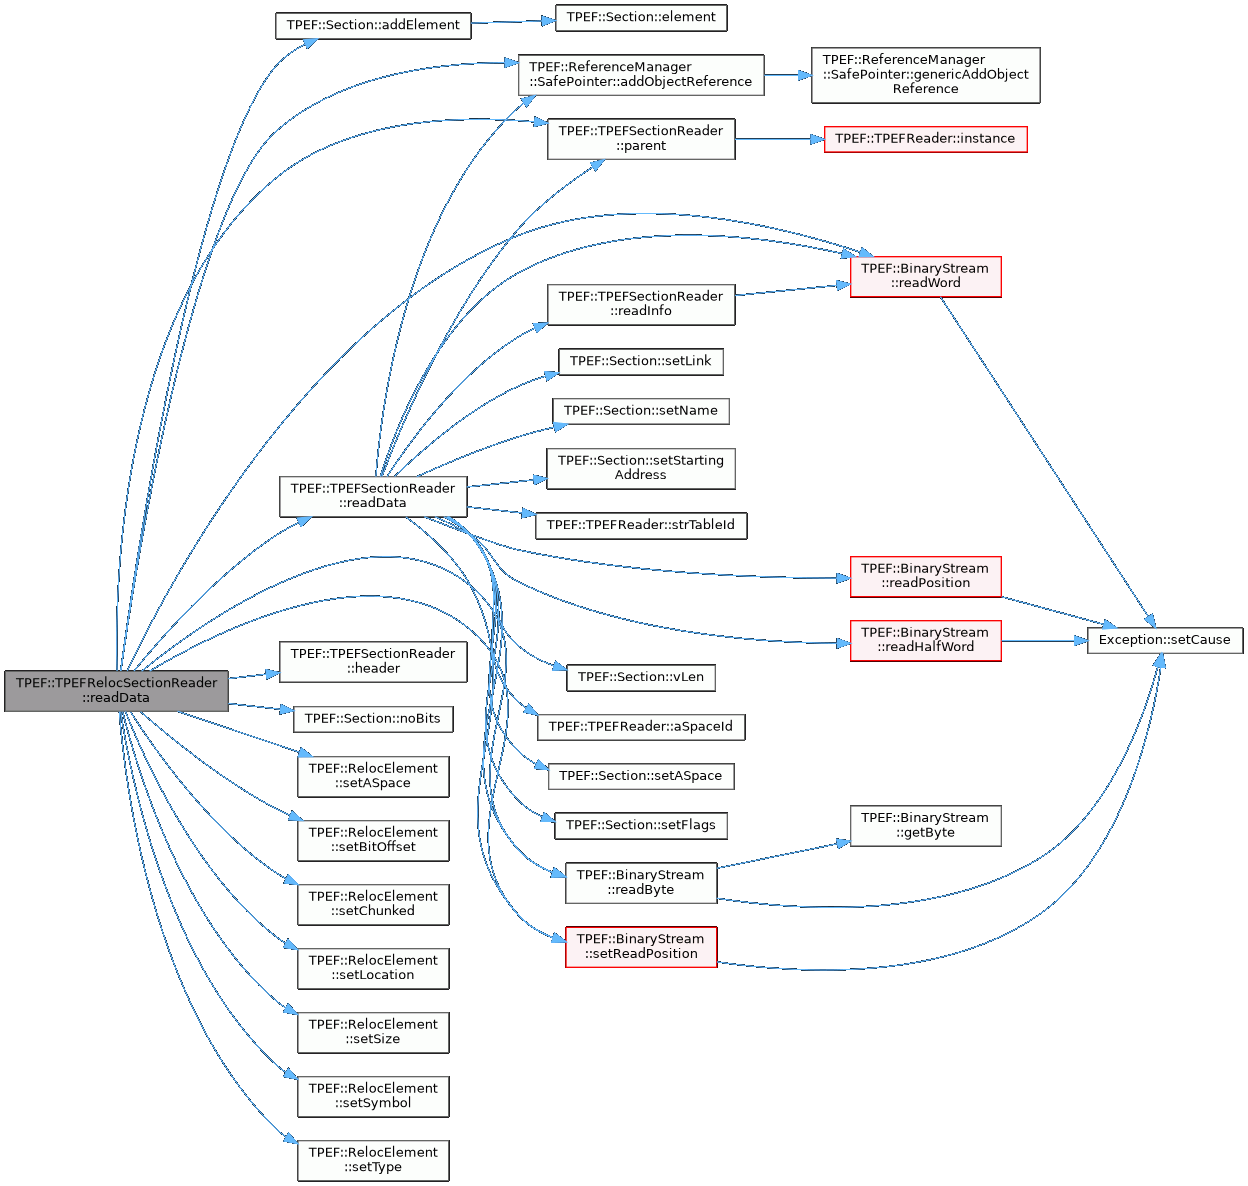 TPEF::Section::addElement
TPEF::Section::element
TPEF::ReferenceManager
::SafePointer::addObjectReference
TPEF::ReferenceManager
::SafePointer::genericAddObject
Reference
TPEF::TPEFSectionReader
::parent
TPEF::TPEFReader::instance
TPEF::BinaryStream
::readWord
TPEF::TPEFSectionReader
::readInfo
TPEF::Section::setLink
TPEF::Section::setName
TPEF::Section::setStarting
Address
TPEF::TPEFSectionReader
::readData
TPEF::TPEFReader::strTableId
TPEF::BinaryStream
::readPosition
TPEF::BinaryStream
::readHalfWord
Exception::setCause
TPEF::TPEFSectionReader
::header
TPEF::Section::vLen
TPEF::TPEFRelocSectionReader
::readData
TPEF::Section::noBits
TPEF::TPEFReader::aSpaceId
TPEF::RelocElement
::setASpace
TPEF::Section::setASpace
TPEF::RelocElement
::setBitOffset
TPEF::Section::setFlags
TPEF::BinaryStream
::getByte
TPEF::BinaryStream
::readByte
TPEF::RelocElement
::setChunked
TPEF::BinaryStream
::setReadPosition
TPEF::RelocElement
::setLocation
TPEF::RelocElement
::setSize
TPEF::RelocElement
::setSymbol
TPEF::RelocElement
::setType